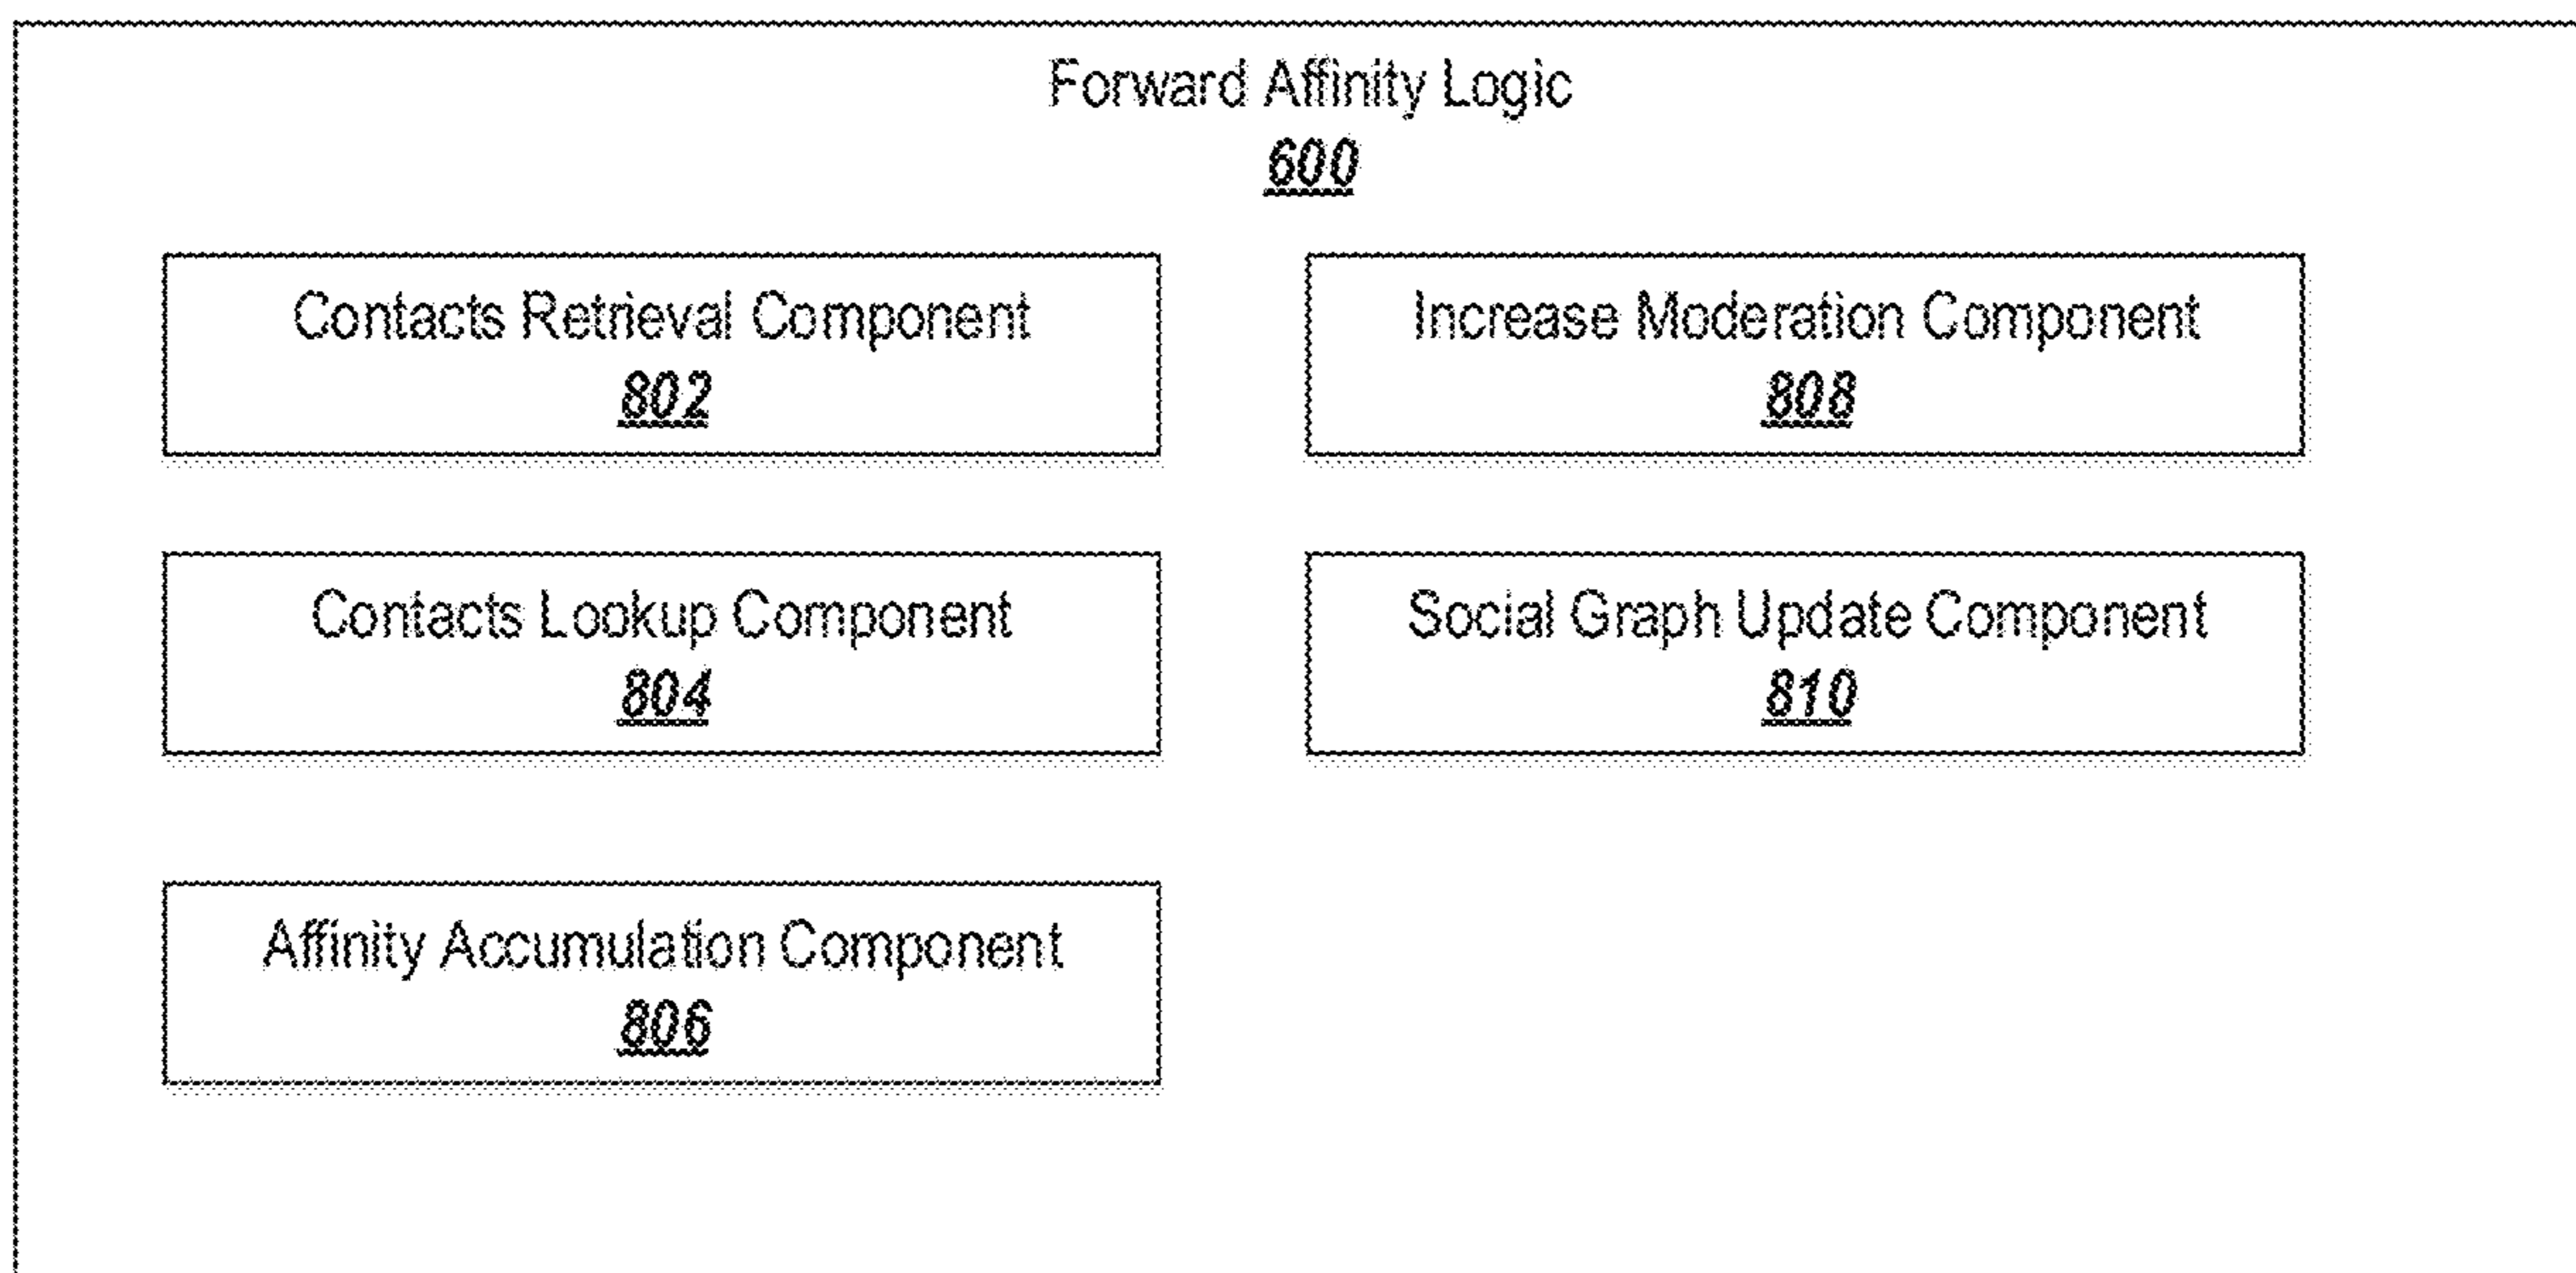 Forward Affinity Logic
600
Contacts Retrieval Component
802
Increase Moderation Component
808
Contacts Lookup Component
804
Social Graph Update Component
810
Affinity Accumulation Component
806